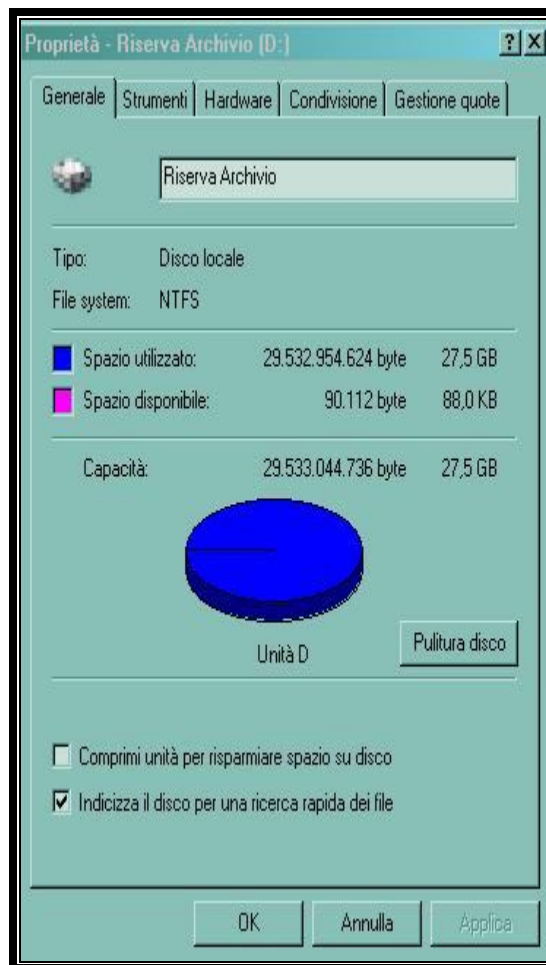 Proprietà - Riserva Archivio (D:)
Generale Strumenti Hardware Condivisione Gestione quote
Riserva Archivio
Tipo: Disco locale
File system: NTFS
Spazio utilizzato: 29.532.954.624 byte 27,5 GB
Spazio disponibile: 90.112 byte 88,0 KB
Capacità: 29.533.044.736 byte 27,5 GB
Unità D
Pulitura disco
Comprimi unità per risparmiare spazio su disco
Indicizza il disco per una ricerca rapida dei file
OK Annulla Applica